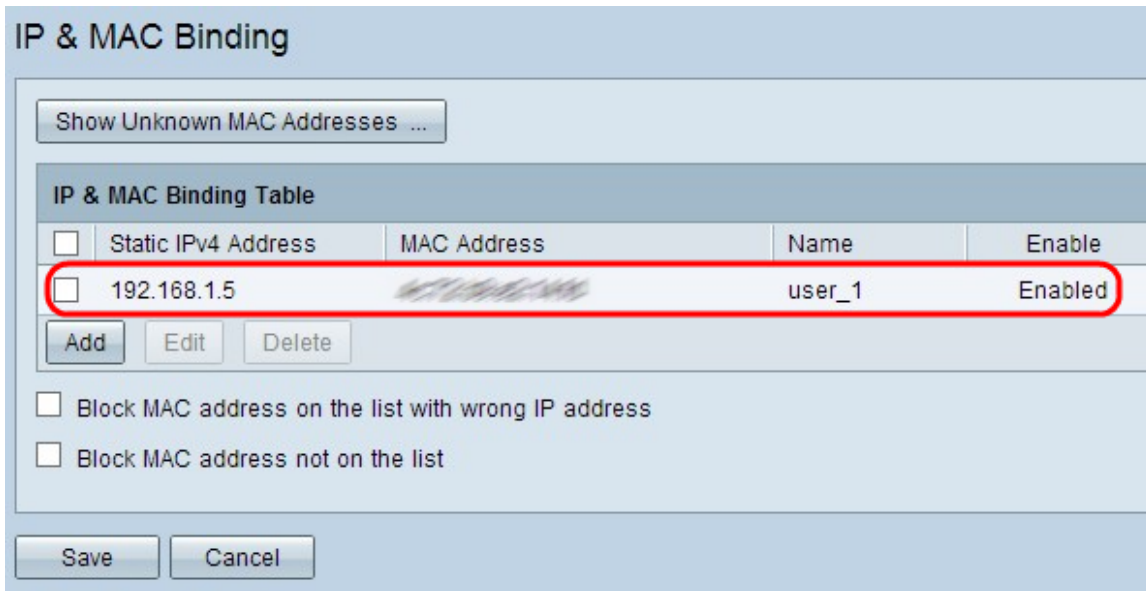 IP & MAC Binding
Show Unknown MAC Addresses ...
IP & MAC Binding Table
Static IPv4 Address MAC Address Name Enable
192.168.1.5 user_1 Enabled
Add Edit Delete
Block MAC address on the list with wrong IP address
Block MAC address not on the list
Save Cancel